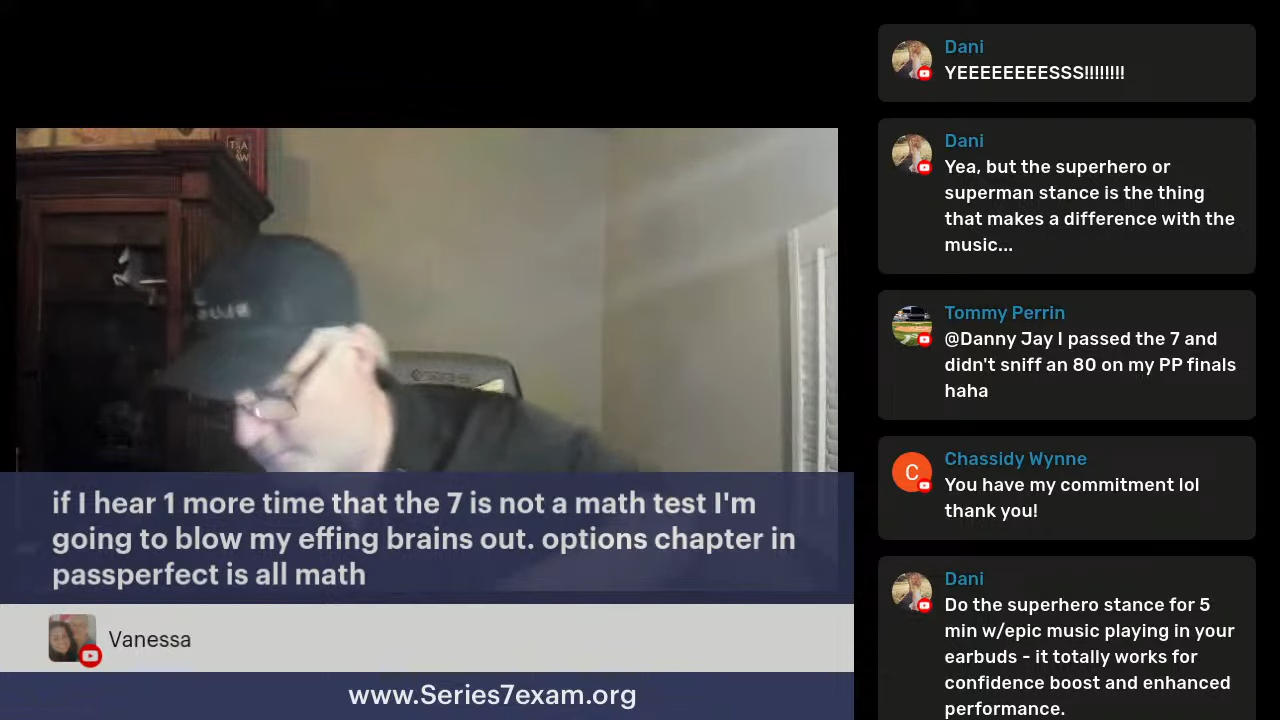 if I hear 1 more time that the 7 is not a math test I'm
going to blow my effing brains out. options chapter in
passperfect is all math
Vanessa
www.Series7exam.org
Dani
YEEEEEEEESSS!!!!!!!!
Dani
Yea, but the superhero or
superman stance is the thing
that makes a difference with the
music...
Tommy Perrin
@Danny Jay I passed the 7 and
didn't sniff an 80 on my PP finals
haha
C
Chassidy Wynne
You have my commitment lol
thank you!
Dani
Do the superhero stance for 5
min w/epic music playing in your
earbuds - it totally works for
confidence boost and enhanced
performance.